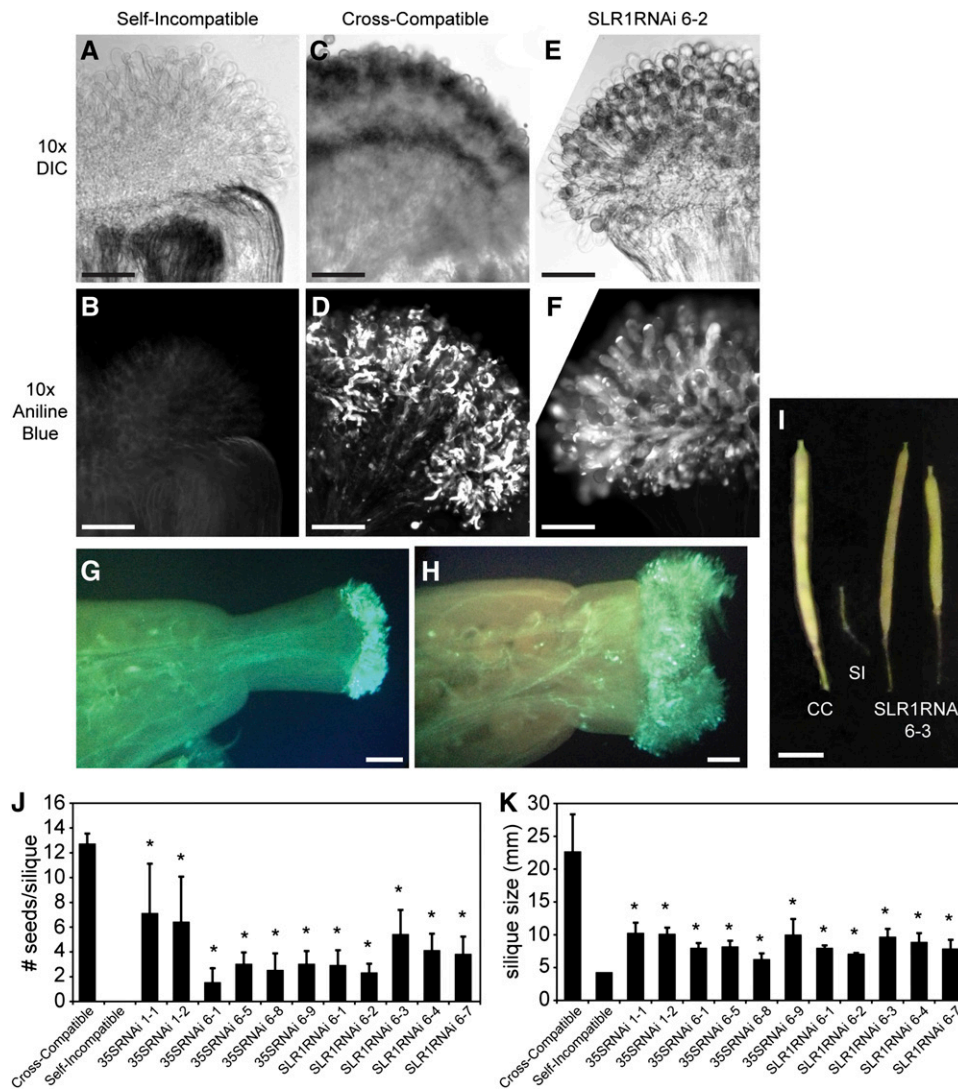 Self-Incompatible
Cross-Compatible
SLR1RNAi 6-2
A
C
E
10x
DIC
B
D
F
10x
Aniline
Blue
G
H
I
CC
SI
SLR1RNA
6-3
J
# seeds/silique
16
14
12
10
8
6
4
2
0
* * * * * * * * * * *
Cross-Compatible
Self-Incompatible
35SRNAi 1-1
35SRNAi 1-2
35SRNAi 6-1
35SRNAi 6-5
35SRNAi 6-8
35SRNAi 6-9
SLR1RNAi 6-1
SLR1RNAi 6-2
SLR1RNAi 6-3
SLR1RNAi 6-4
SLR1RNAi 6-7
K
silique size (mm)
30
25
20
15
10
5
0
* * * * * * * * * * *
Cross-Compatible
Self-Incompatible
35SRNAi 1-1
35SRNAi 1-2
35SRNAi 6-1
35SRNAi 6-5
35SRNAi 6-8
35SRNAi 6-9
SLR1RNAi 6-1
SLR1RNAi 6-2
SLR1RNAi 6-3
SLR1RNAi 6-4
SLR1RNAi 6-7